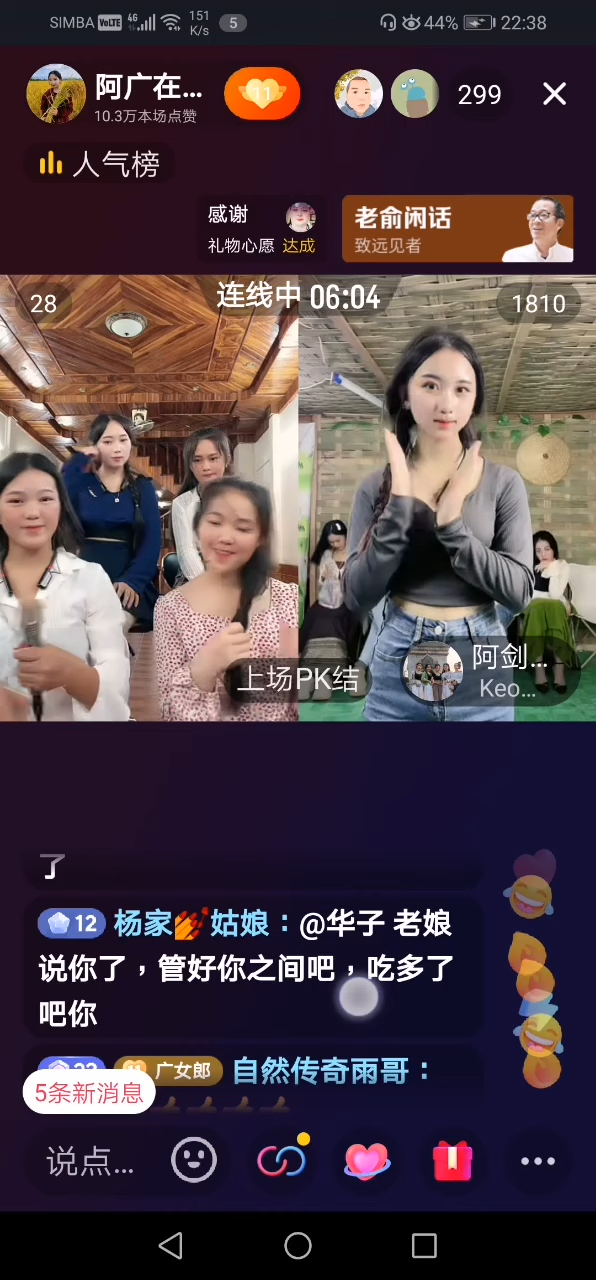 SIMBA VoLTE 4G 151 K/s 5 44% 22:38
阿广在... 11 299
10.3万本场点赞
人气榜
感谢
礼物心愿 达成
老俞闲话
致远见者
28 连线中 06:04 1810
上场PK结
阿剑...
Keo...
了
12 杨家💅姑娘：@华子 老娘
说你了，管好你之间吧，吃多了
吧你
广女郎 自然传奇雨哥：
5条新消息
说点...